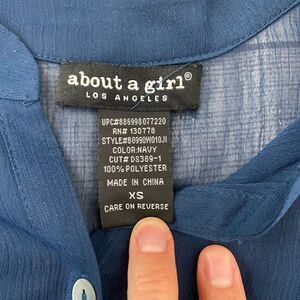 about a girl®
LOS ANGELES
UPC#886998077220
RN# 130778
STYLE#B0990W010J1
COLOR:NAVY
CUT# DS389-1
100% POLYESTER
MADE IN CHINA
XS
CARE ON REVERSE